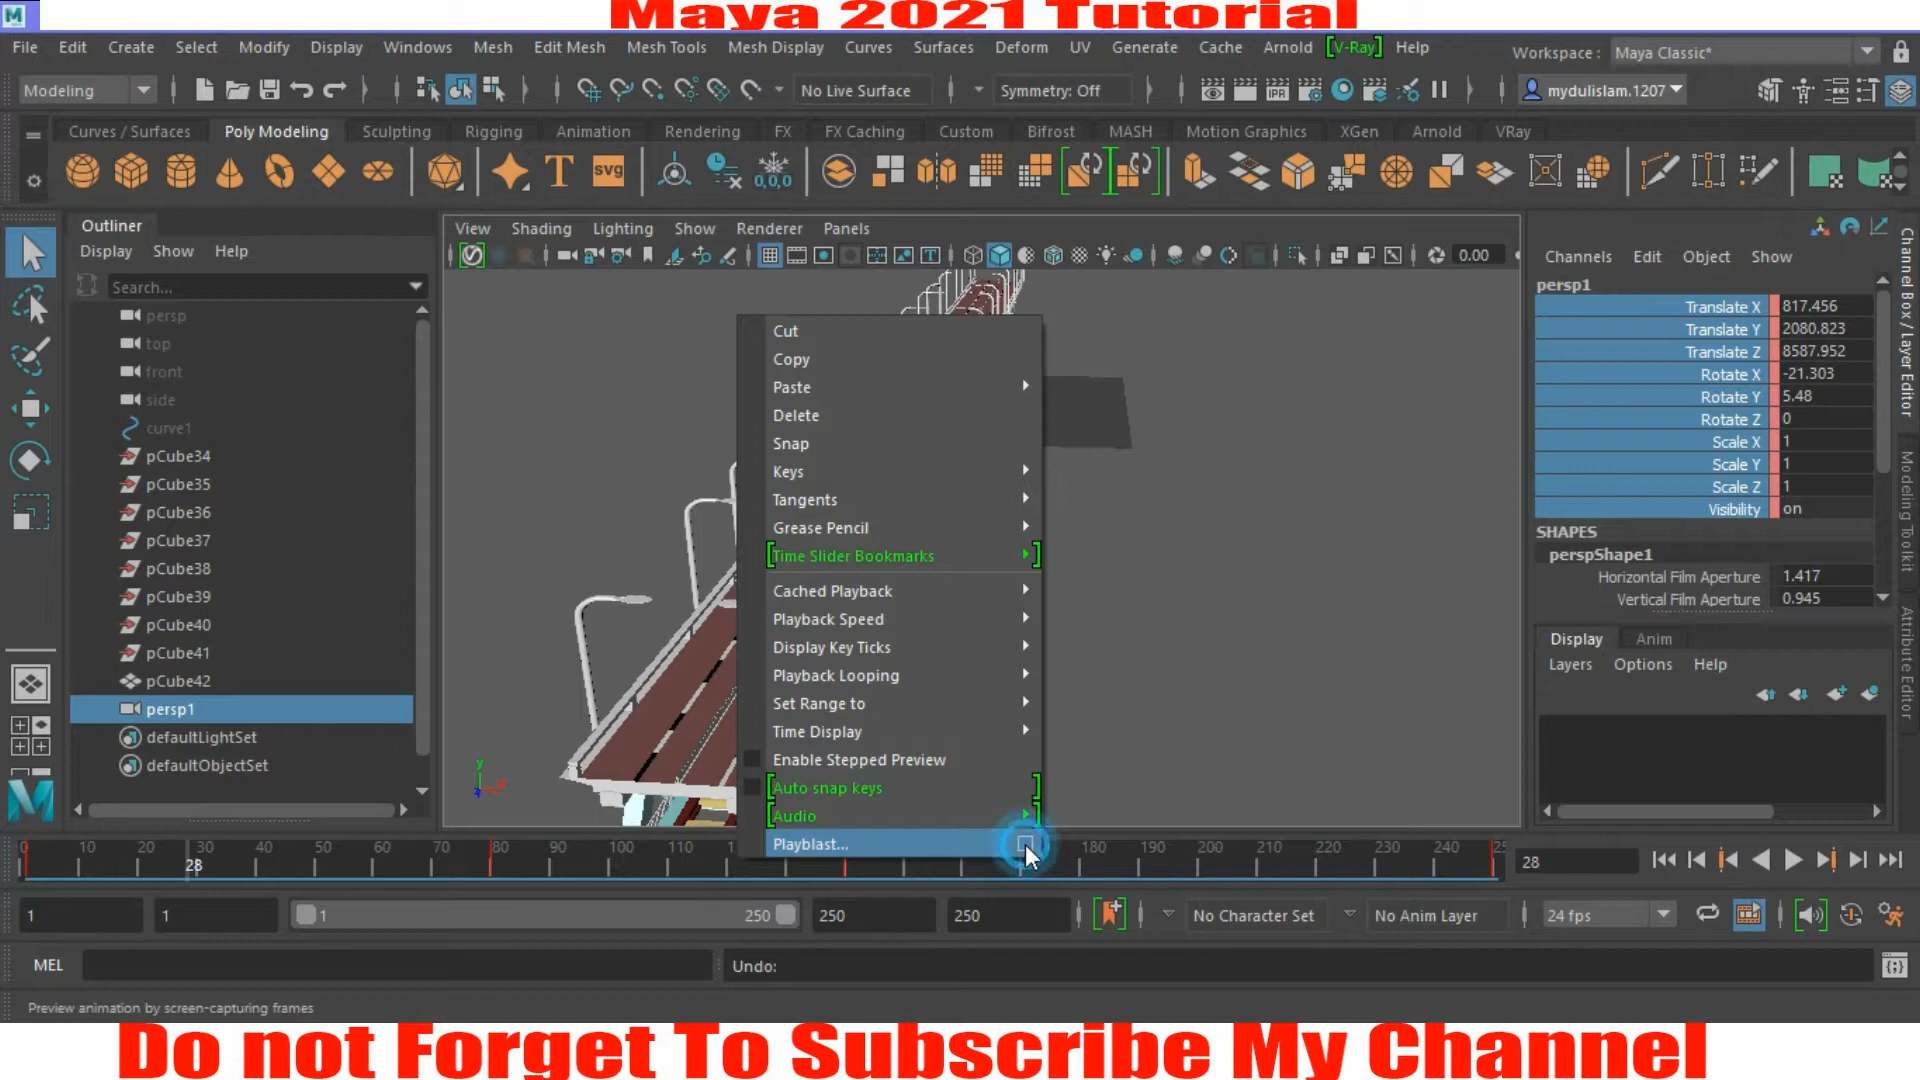 Maya 2021 Tutorial
File Edit Create Select Modify Display Windows Mesh Edit Mesh Mesh Tools Mesh Display Curves Surfaces Deform UV Generate Cache Arnold [V-Ray] Help Workspace : Maya Classic*
Modeling No Live Surface Symmetry: Off IPR mydulislam.1207
Curves / Surfaces Poly Modeling Sculpting Rigging Animation Rendering FX FX Caching Custom Bifrost MASH Motion Graphics XGen Arnold VRay
T svg 0,0,0
Outliner
Display Show Help
Search...
persp
top
front
side
curve1
pCube34
pCube35
pCube36
pCube37
pCube38
pCube39
pCube40
pCube41
pCube42
persp1
defaultLightSet
defaultObjectSet
View Shading Lighting Show Renderer Panels
0.00
Cut
Copy
Paste
Delete
Snap
Keys
Tangents
Grease Pencil
[Time Slider Bookmarks]
Cached Playback
Playback Speed
Display Key Ticks
Playback Looping
Set Range to
Time Display
Enable Stepped Preview
[Auto snap keys]
[Audio]
Playblast...
y
Channels Edit Object Show
persp1
Translate X 817.456
Translate Y 2080.823
Translate Z 8587.952
Rotate X -21.303
Rotate Y 5.48
Rotate Z 0
Scale X 1
Scale Y 1
Scale Z 1
Visibility on
SHAPES
perspShape1
Horizontal Film Aperture 1.417
Vertical Film Aperture 0.945
Display Anim
Layers Options Help
Channel Box / Layer Editor
Modeling Toolkit
Attribute Editor
0 10 20 30 40 50 60 70 80 90 100 110 180 190 200 210 220 230 240
28
28
1 1 1 250 250 250 No Character Set No Anim Layer 24 fps
MEL Undo:
Preview animation by screen-capturing frames
Do not Forget To Subscribe My Channel